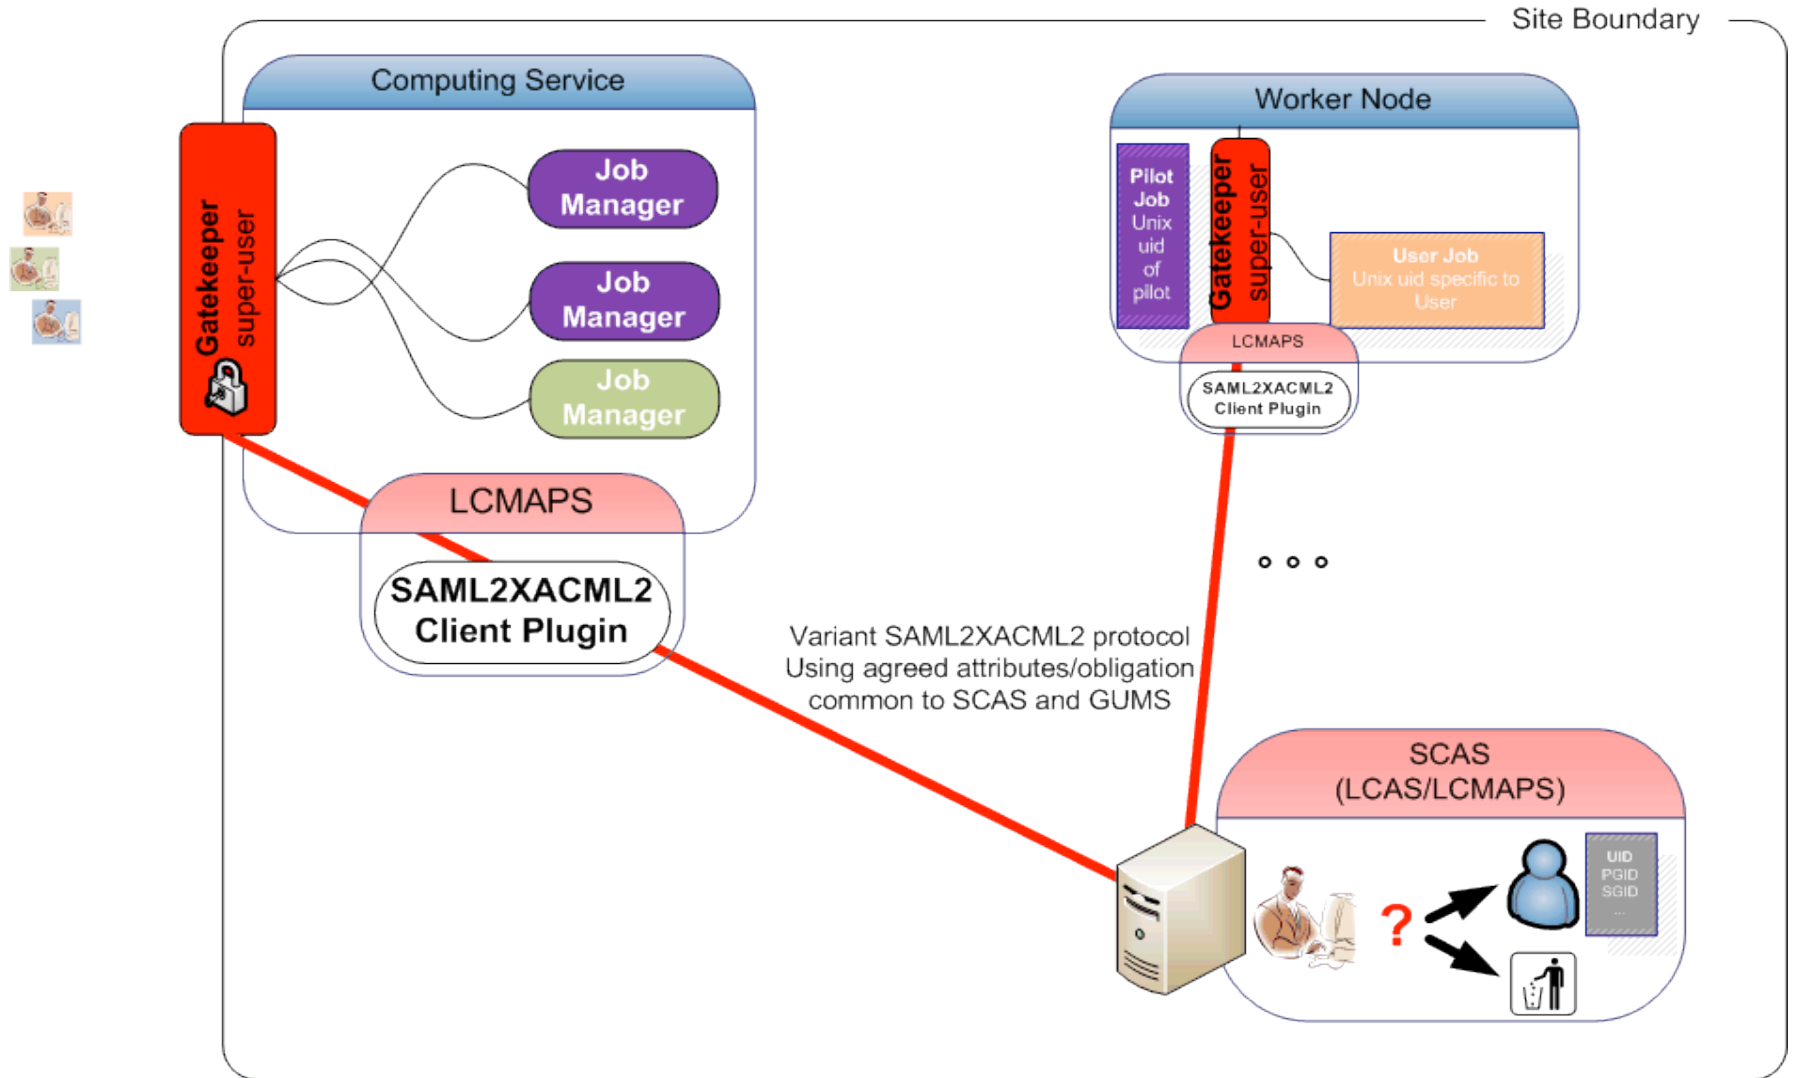 Site Boundary
Computing Service
Gatekeeper
super-user
Job
Manager
Job
Manager
Job
Manager
LCMAPS
SAML2XACML2
Client Plugin
Worker Node
Pilot
Job
Unix
uid
of
pilot
Gatekeeper
super-user
User Job
Unix uid specific to
User
LCMAPS
SAML2XACML2
Client Plugin
Variant SAML2XACML2 protocol
Using agreed attributes/obligation
common to SCAS and GUMS
SCAS
(LCAS/LCMAPS)
?
UID
PGID
SGID
...